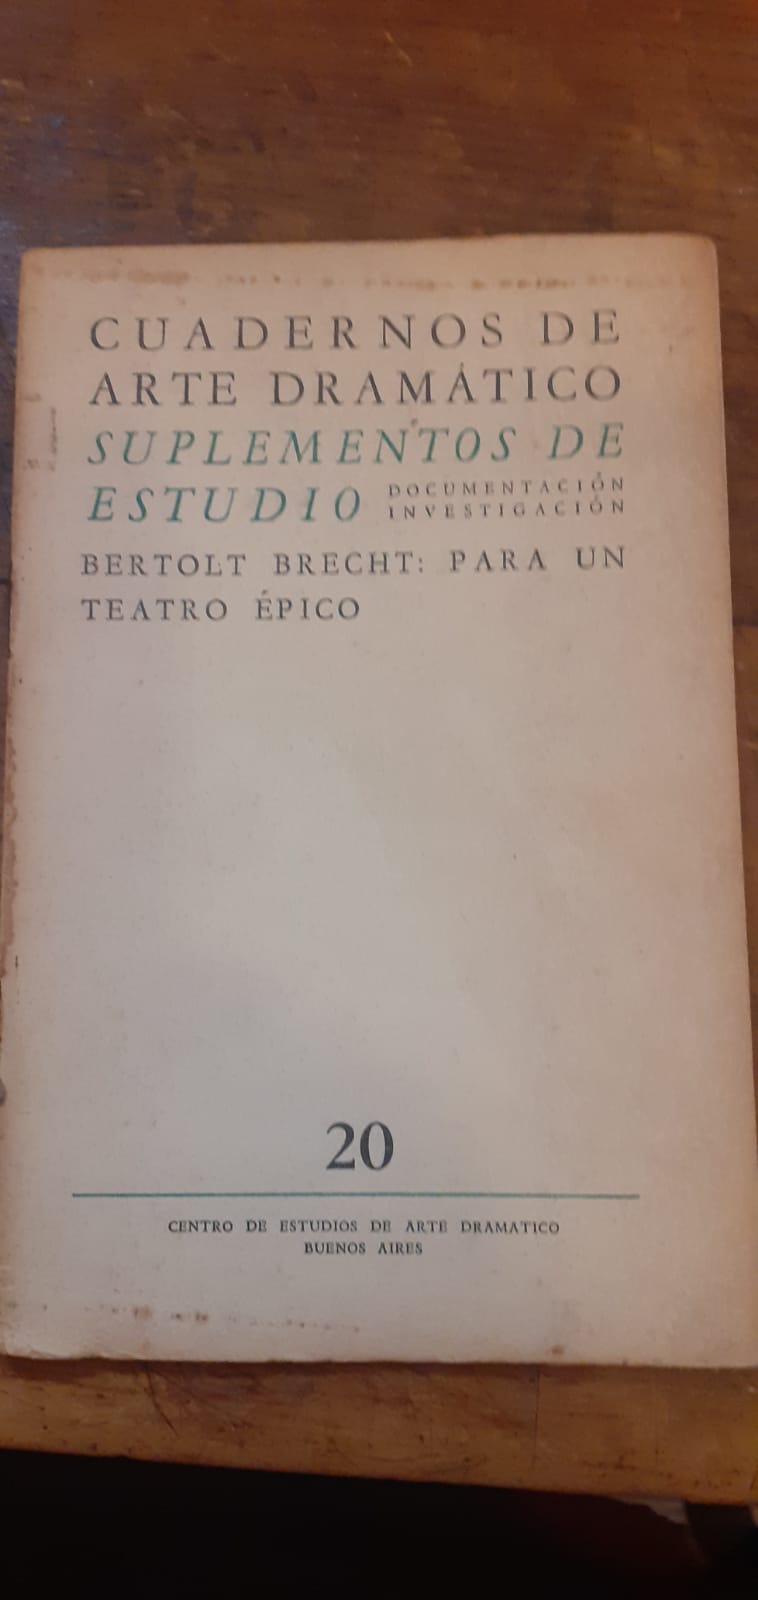 CUADERNOS DE
ARTE DRAMÁTICO
SUPLEMENTOS DE
ESTUDIO DOCUMENTACIÓN
INVESTIGACIÓN
BERTOLT BRECHT: PARA UN
TEATRO ÉPICO
20
CENTRO DE ESTUDIOS DE ARTE DRAMATICO
BUENOS AIRES